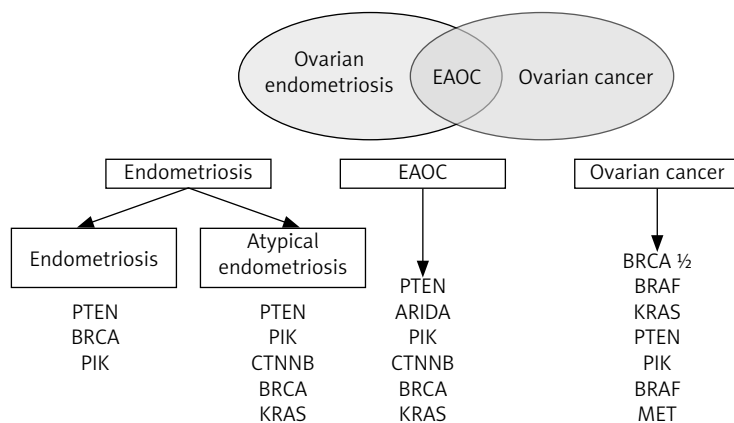 Ovarian
endometriosis
EAOC
Ovarian cancer
Endometriosis
EAOC
Ovarian cancer
Endometriosis
Atypical
endometriosis
PTEN
BRCA
PIK
PTEN
PIK
CTNNB
BRCA
KRAS
PTEN
ARIDA
PIK
CTNNB
BRCA
KRAS
BRCA ½
BRAF
KRAS
PTEN
PIK
BRAF
MET